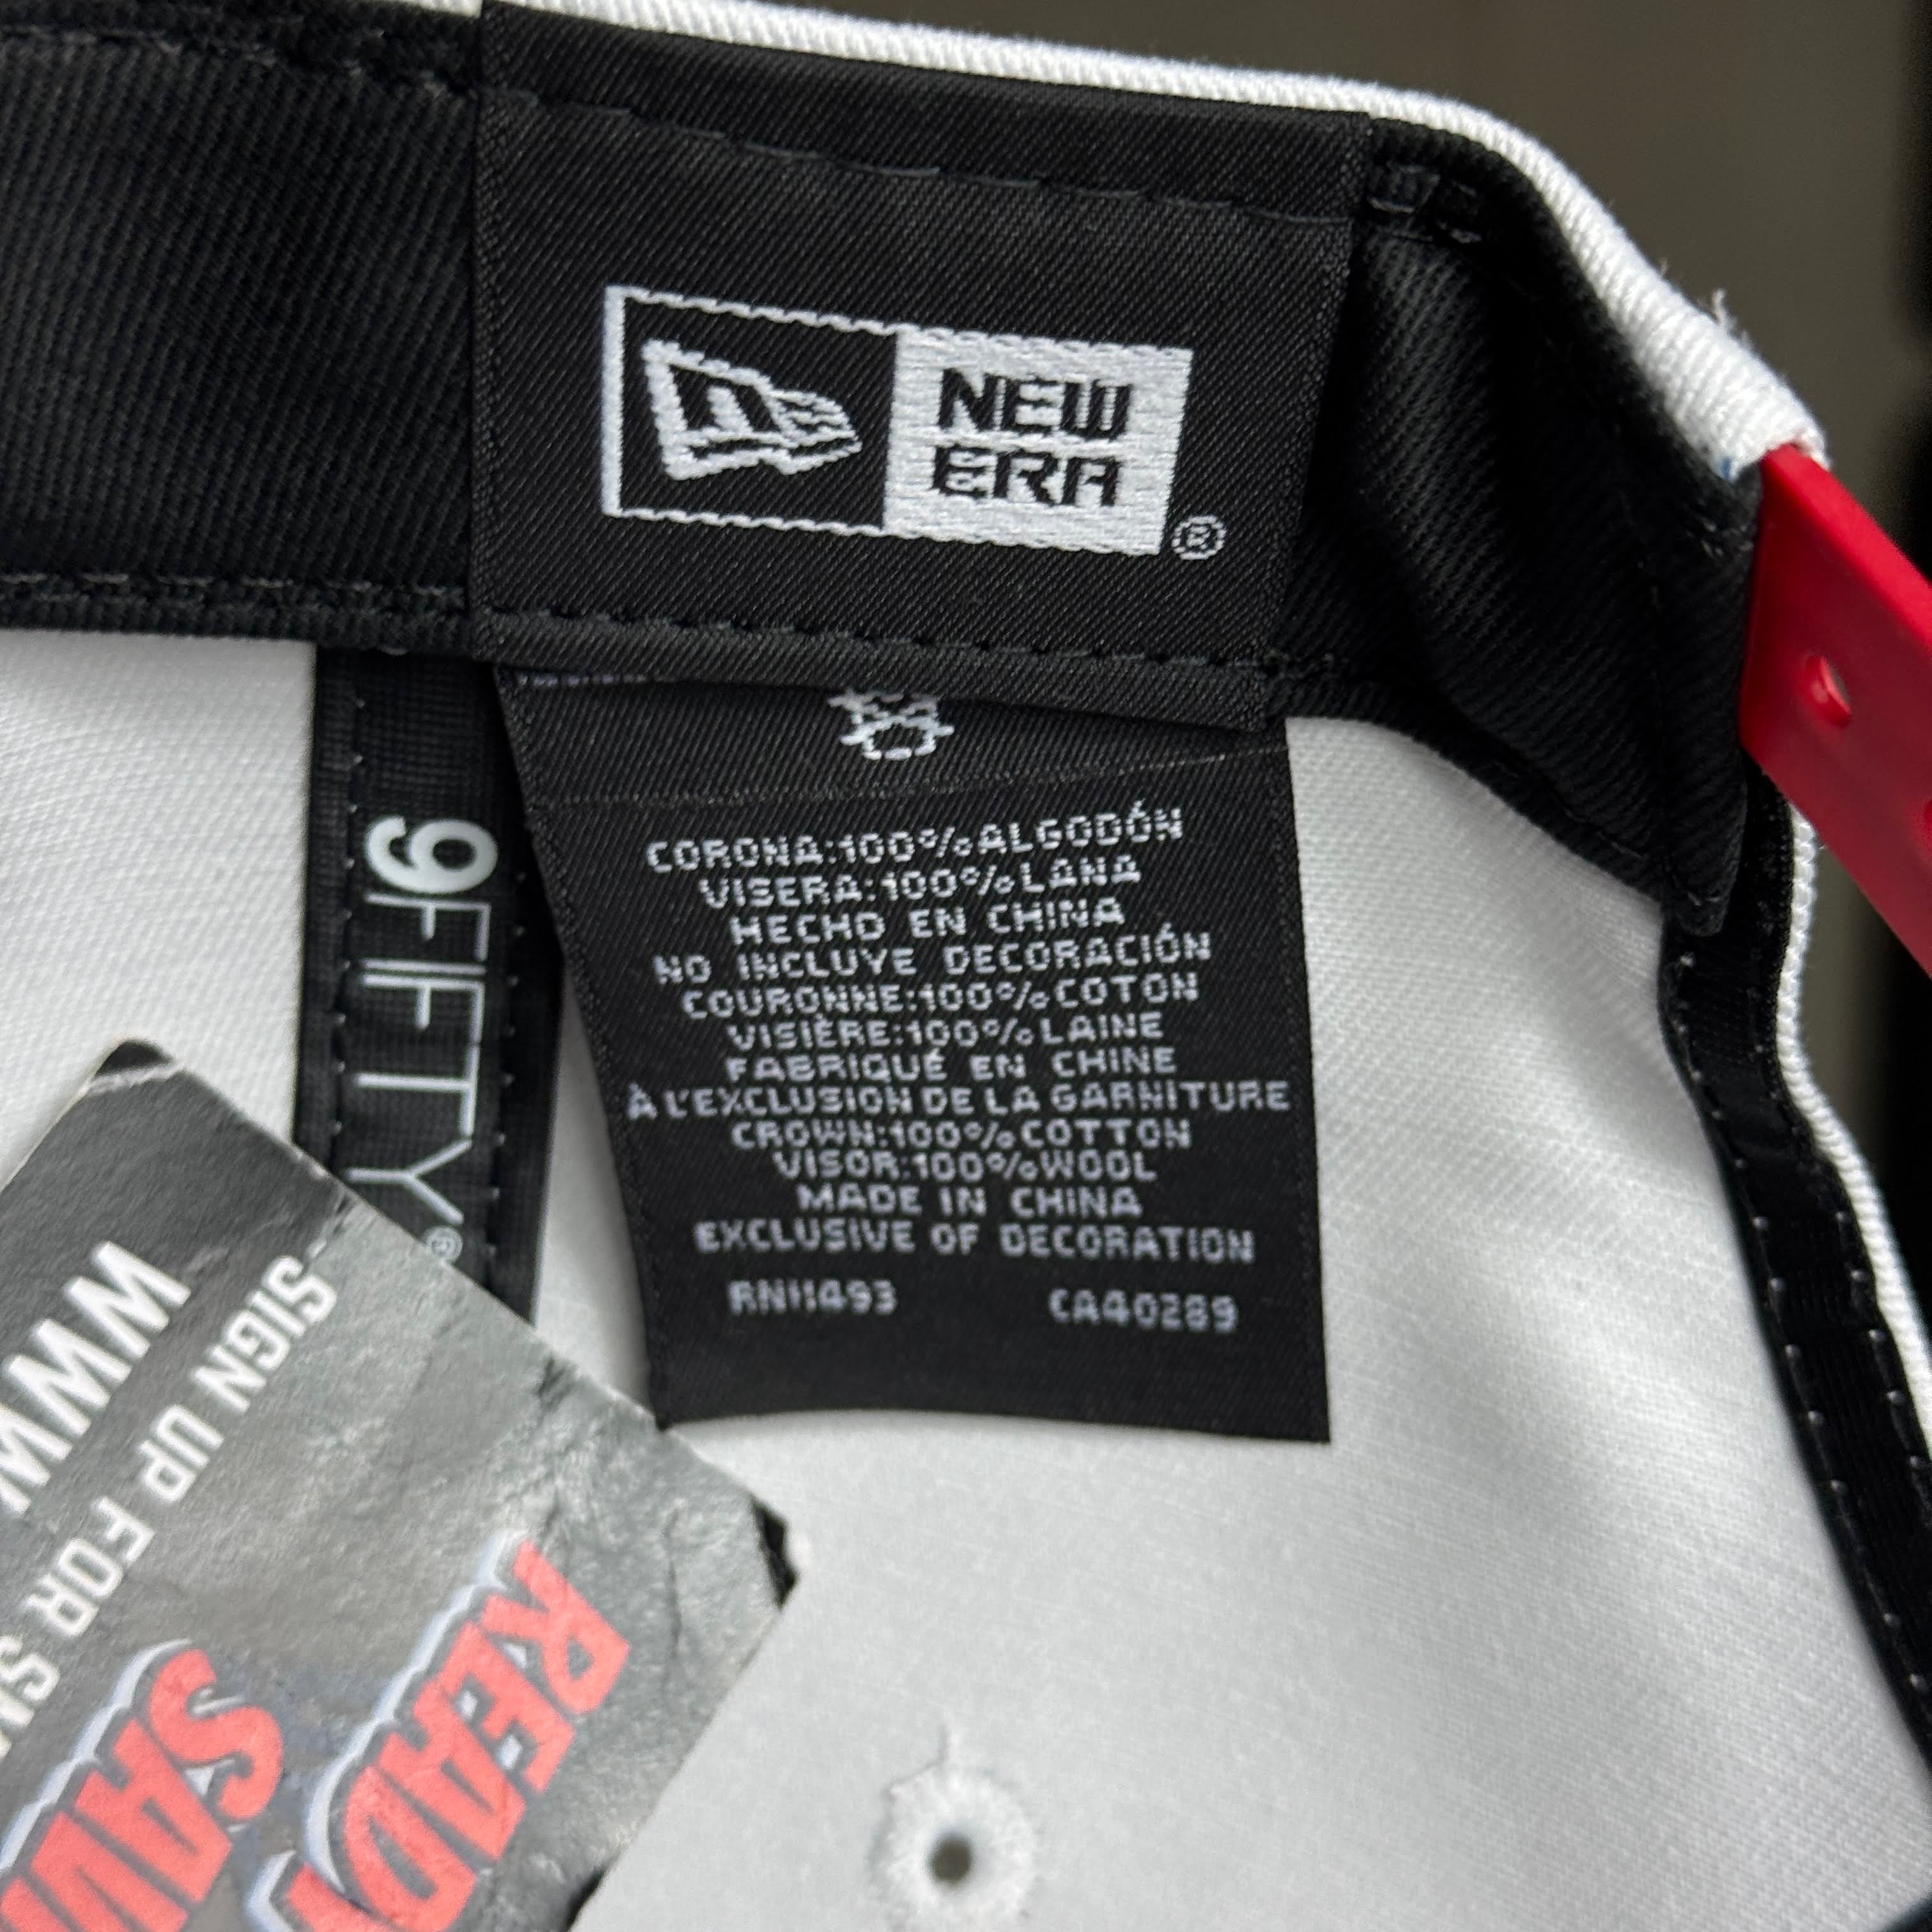 NEW
ERA
®
CORONA:100%ALGODÓN
VISERA:100%LANA
HECHO EN CHINA
NO INCLUYE DECORACIÓN
COURONNE:100%COTON
VISIÈRE:100%LAINE
FABRIQUÉ EN CHINE
À L'EXCLUSION DE LA GARNITURE
CROWN:100%COTTON
VISOR:100%WOOL
MADE IN CHINA
EXCLUSIVE OF DECORATION
RN11493 CA40289
9FIFTY®
SIGN UP FOR
WWW.
READY